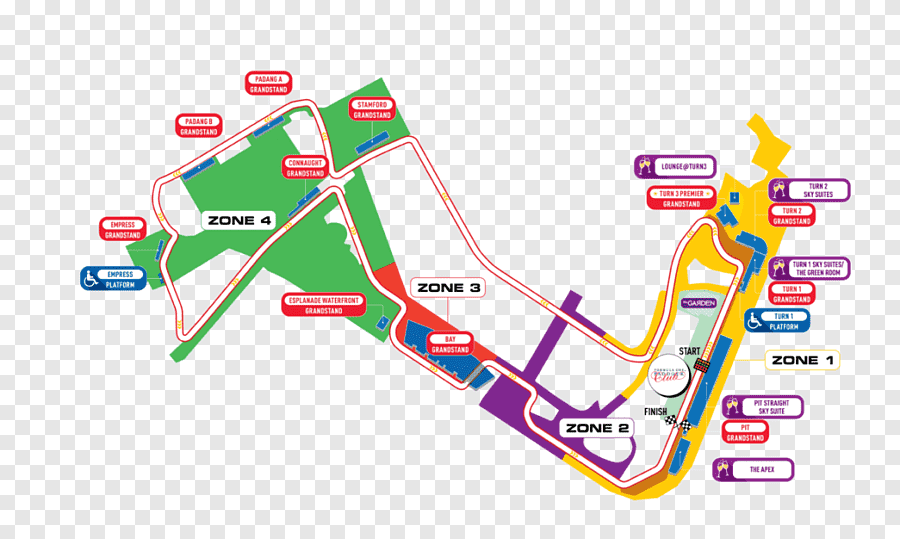 PADANG A
GRANDSTAND
STAMFORD
GRANDSTAND
PADANG B
GRANDSTAND
CONNAUGHT
GRANDSTAND
LOUNGE@TURN3
TURN 2
SKY SUITES
TURN 3 PREMIER
GRANDSTAND
TURN 2
GRANDSTAND
ZONE 4
EMPRESS
GRANDSTAND
EMPRESS
PLATFORM
TURN 1 SKY SUITES/
THE GREEN ROOM
ZONE 3
TURN 1
GRANDSTAND
ESPLANADE WATERFRONT
GRANDSTAND
GARDEN
TURN 1
PLATFORM
BAY
GRANDSTAND
START
ZONE 1
Club
FINISH
PIT STRAIGHT
SKY SUITE
ZONE 2
PIT
GRANDSTAND
THE APEX